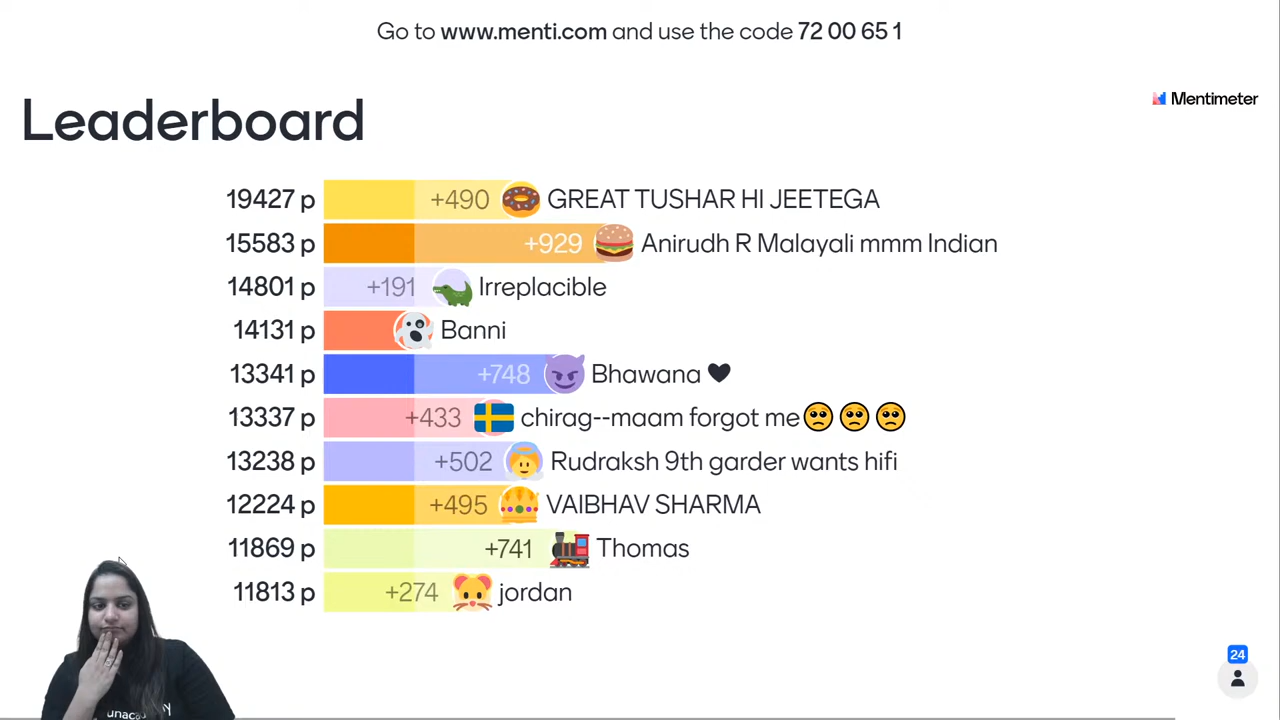 Go to www.menti.com and use the code 72 00 65 1
Mentimeter
Leaderboard
19427 p +490 GREAT TUSHAR HI JEETEGA
15583 p +929 Anirudh R Malayali mmm Indian
14801 p +191 Irreplacible
14131 p Banni
13341 p +748 Bhawana 🖤
13337 p +433 chirag--maam forgot me🥺🥺🥺
13238 p +502 Rudraksh 9th garder wants hifi
12224 p +495 VAIBHAV SHARMA
11869 p +741 Thomas
11813 p +274 jordan
24